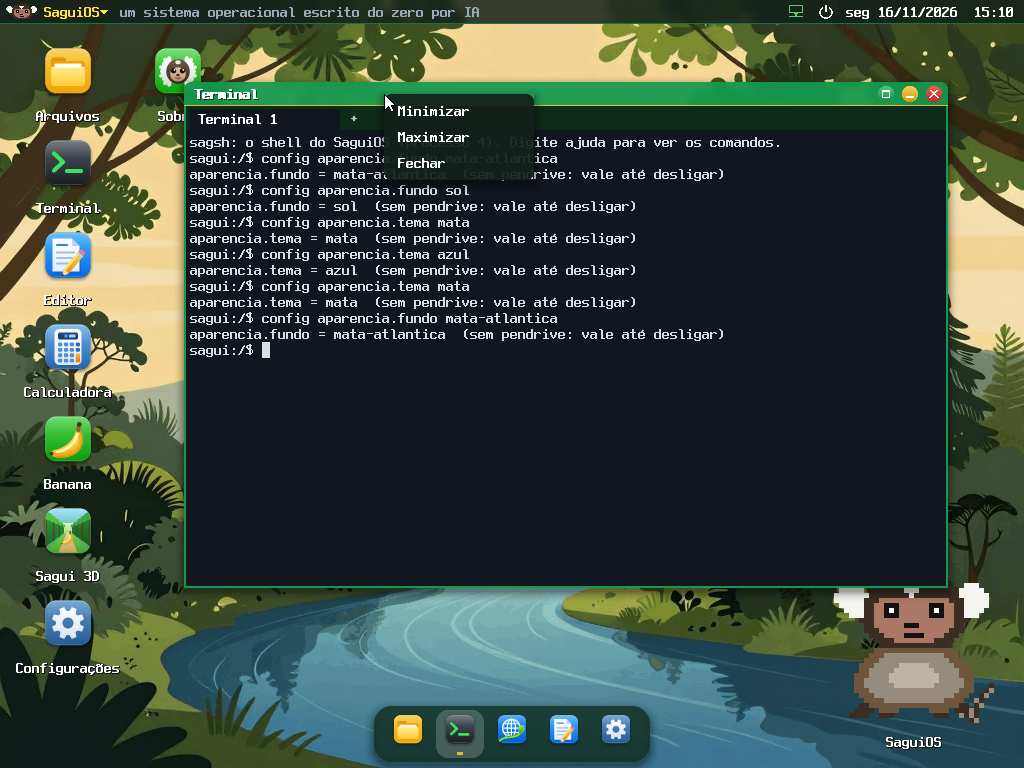 SaguiOS um sistema operacional escrito do zero por IA seg 16/11/2026 15:10
Arquivos
Terminal
Editor
Calculadora
Banana
Sagui 3D
Configurações
Terminal
Terminal 1 +
Minimizar
Maximizar
Fechar
sagsh: o shell do SaguiOS 4). Digite ajuda para ver os comandos.
sagui:/$ config aparencia.fundo mata-atlantica
aparencia.fundo = mata-atlantica (sem pendrive: vale até desligar)
sagui:/$ config aparencia.fundo sol
aparencia.fundo = sol (sem pendrive: vale até desligar)
sagui:/$ config aparencia.tema mata
aparencia.tema = mata (sem pendrive: vale até desligar)
sagui:/$ config aparencia.tema azul
aparencia.tema = azul (sem pendrive: vale até desligar)
sagui:/$ config aparencia.tema mata
aparencia.tema = mata (sem pendrive: vale até desligar)
sagui:/$ config aparencia.fundo mata-atlantica
aparencia.fundo = mata-atlantica (sem pendrive: vale até desligar)
sagui:/$
SaguiOS